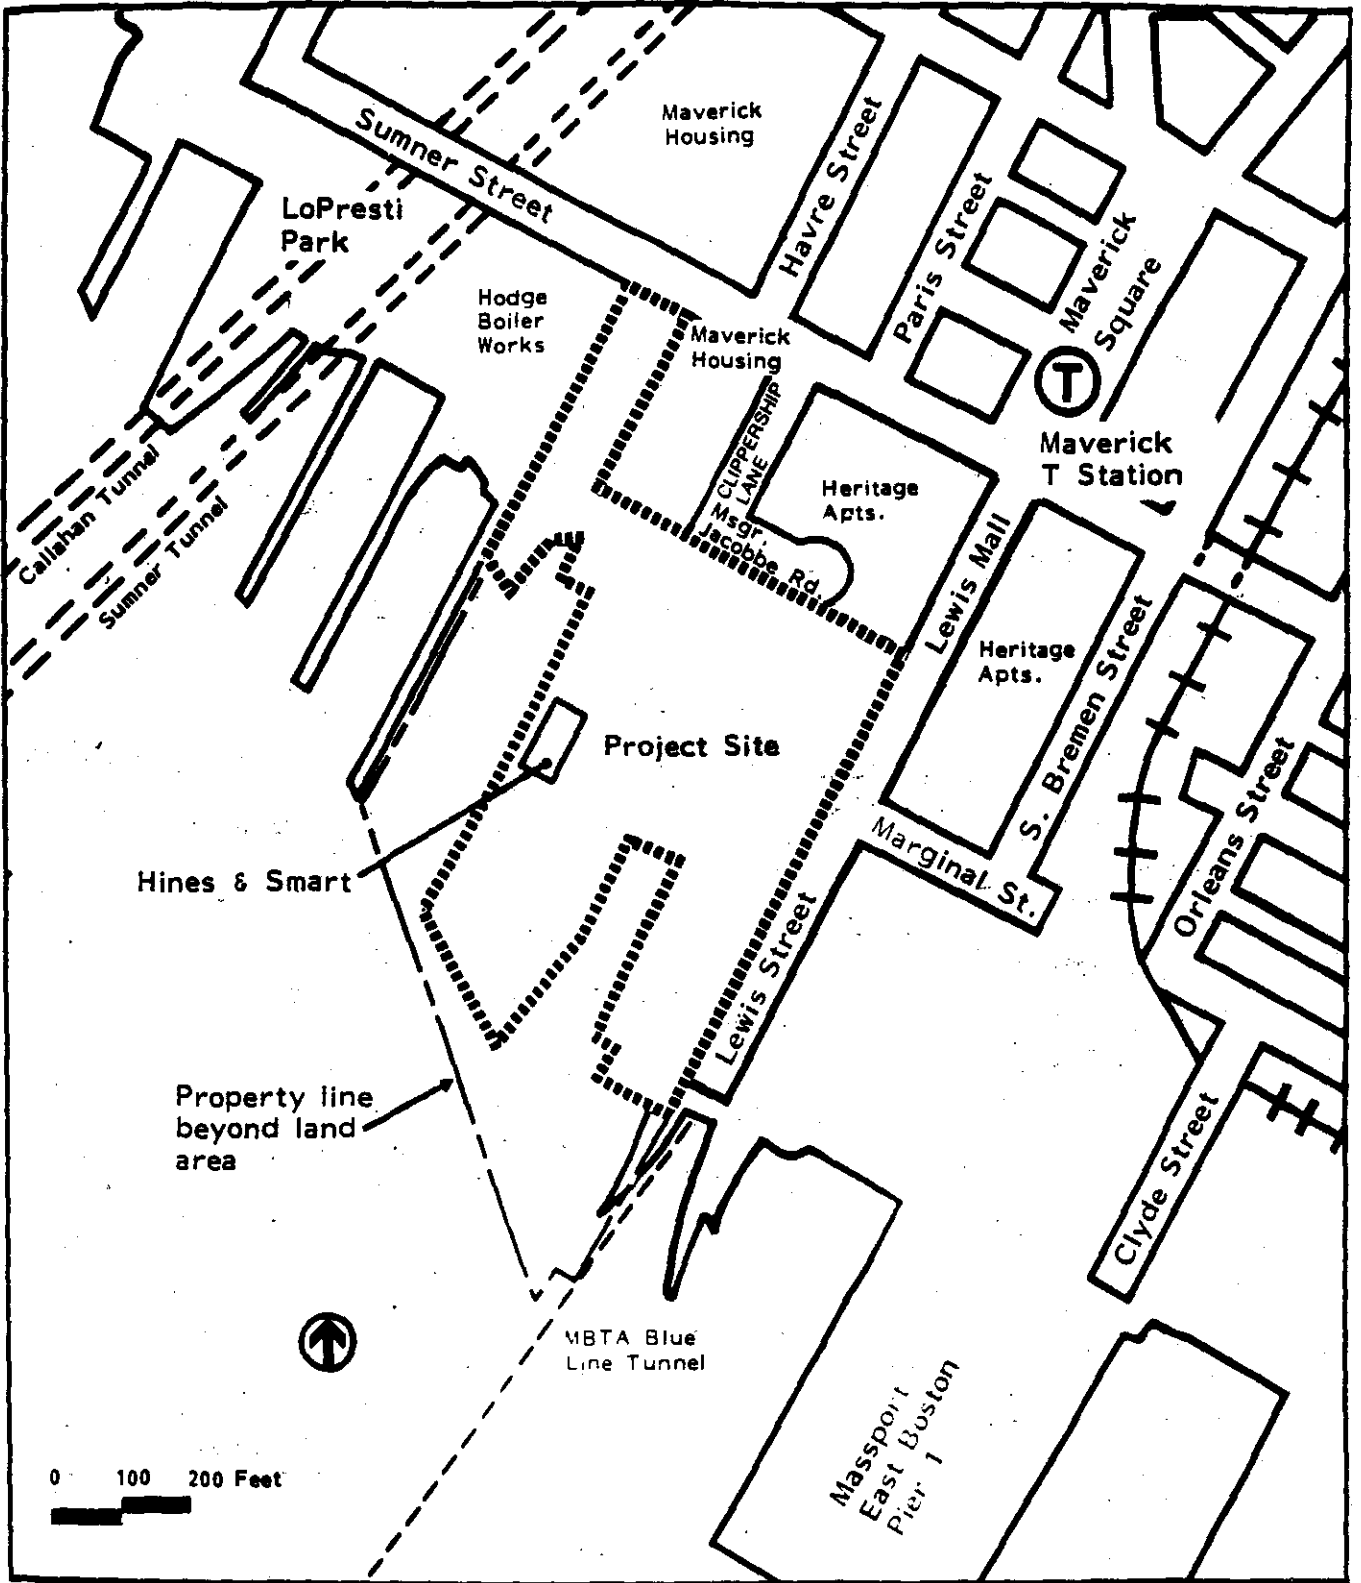 Maverick
Housing
Sumner Street
Havre Street
LoPresti
Park
Paris Street
Maverick
Square
Hodge
Boiler
Works
Maverick
Housing
T
CLIPPERSHIP
LANE
Maverick
T Station
Heritage
Apts.
Callahan Tunnel
Sumner Tunnel
Msgr.
Jacobbe Rd.
Lewis Mall
Heritage
Apts.
S. Bremen Street
Project Site
Orleans Street
Marginal St.
Hines & Smart
Lewis Street
Property line
beyond land
area
Clyde Street
MBTA Blue
Line Tunnel
Massport
East Boston
Pier 1
0 100 200 Feet